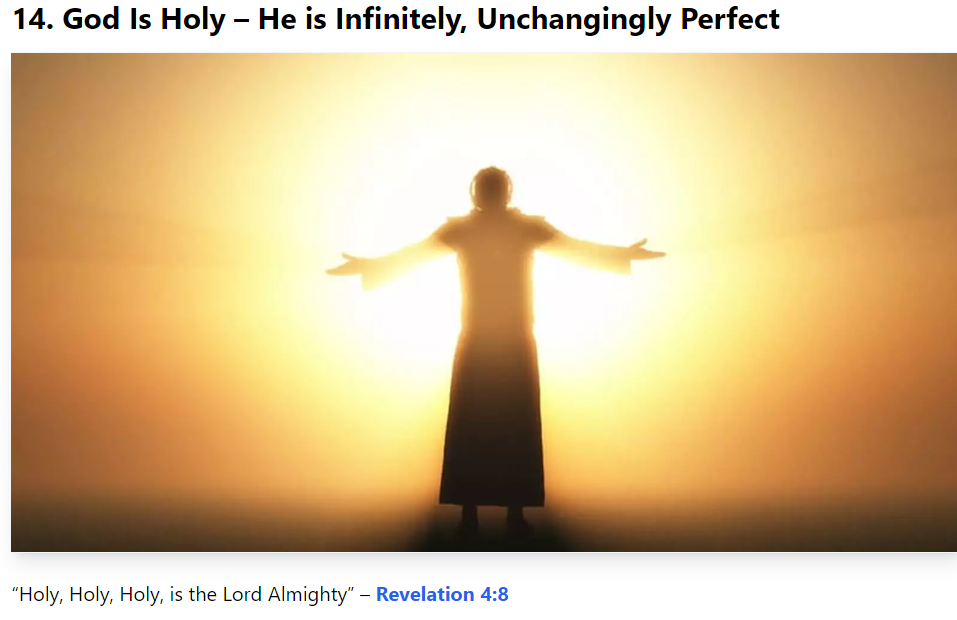 14. God Is Holy – He is Infinitely, Unchangingly Perfect
“Holy, Holy, Holy, is the Lord Almighty” – Revelation 4:8